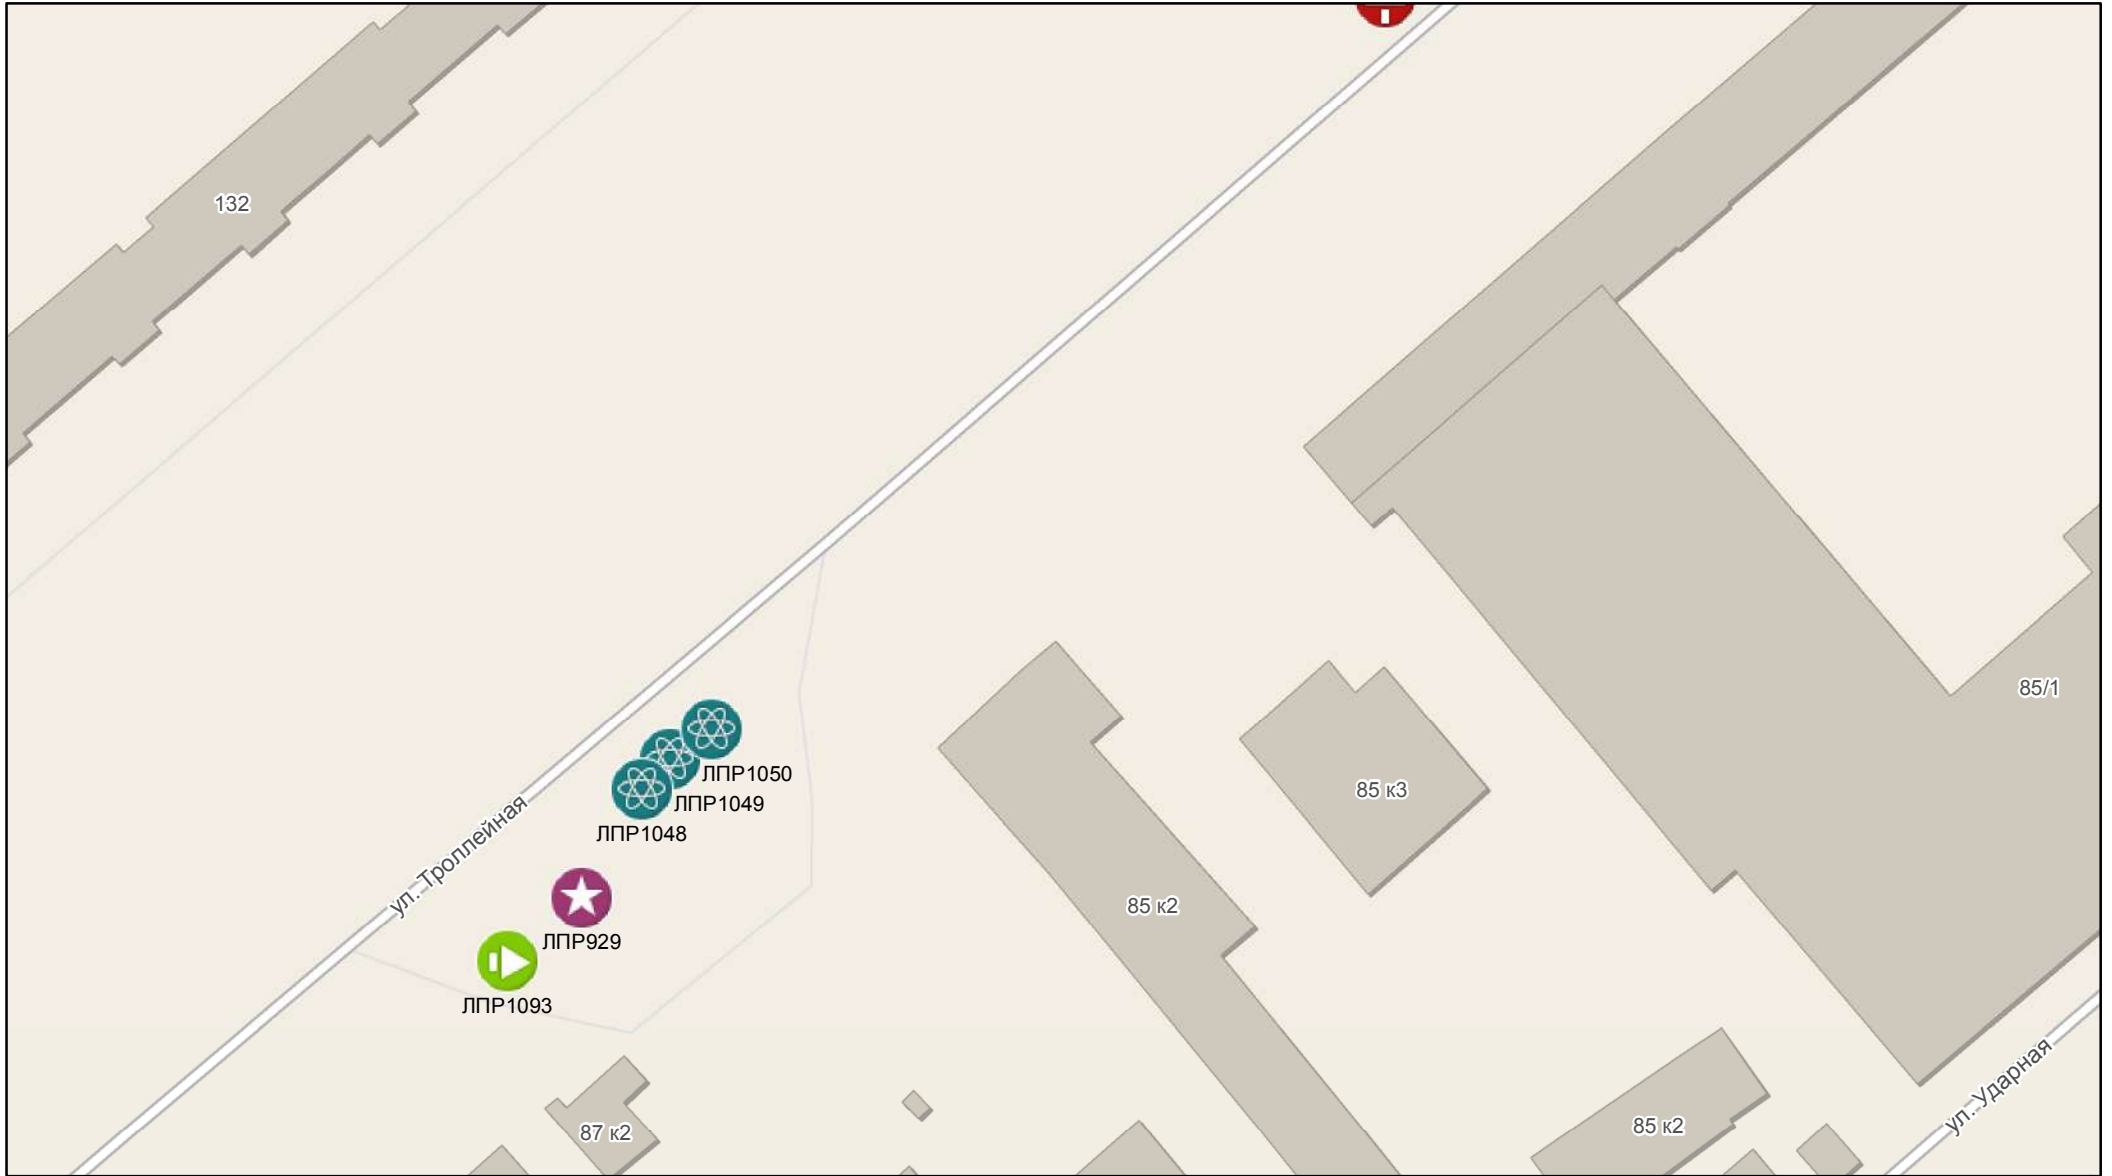 132
85/1
ЛПР1050
85 к3
ЛПР1049
ЛПР1048
ул. Троллейная
85 к2
ЛПР929
ЛПР1093
ул. Ударная
85 к2
87 к2